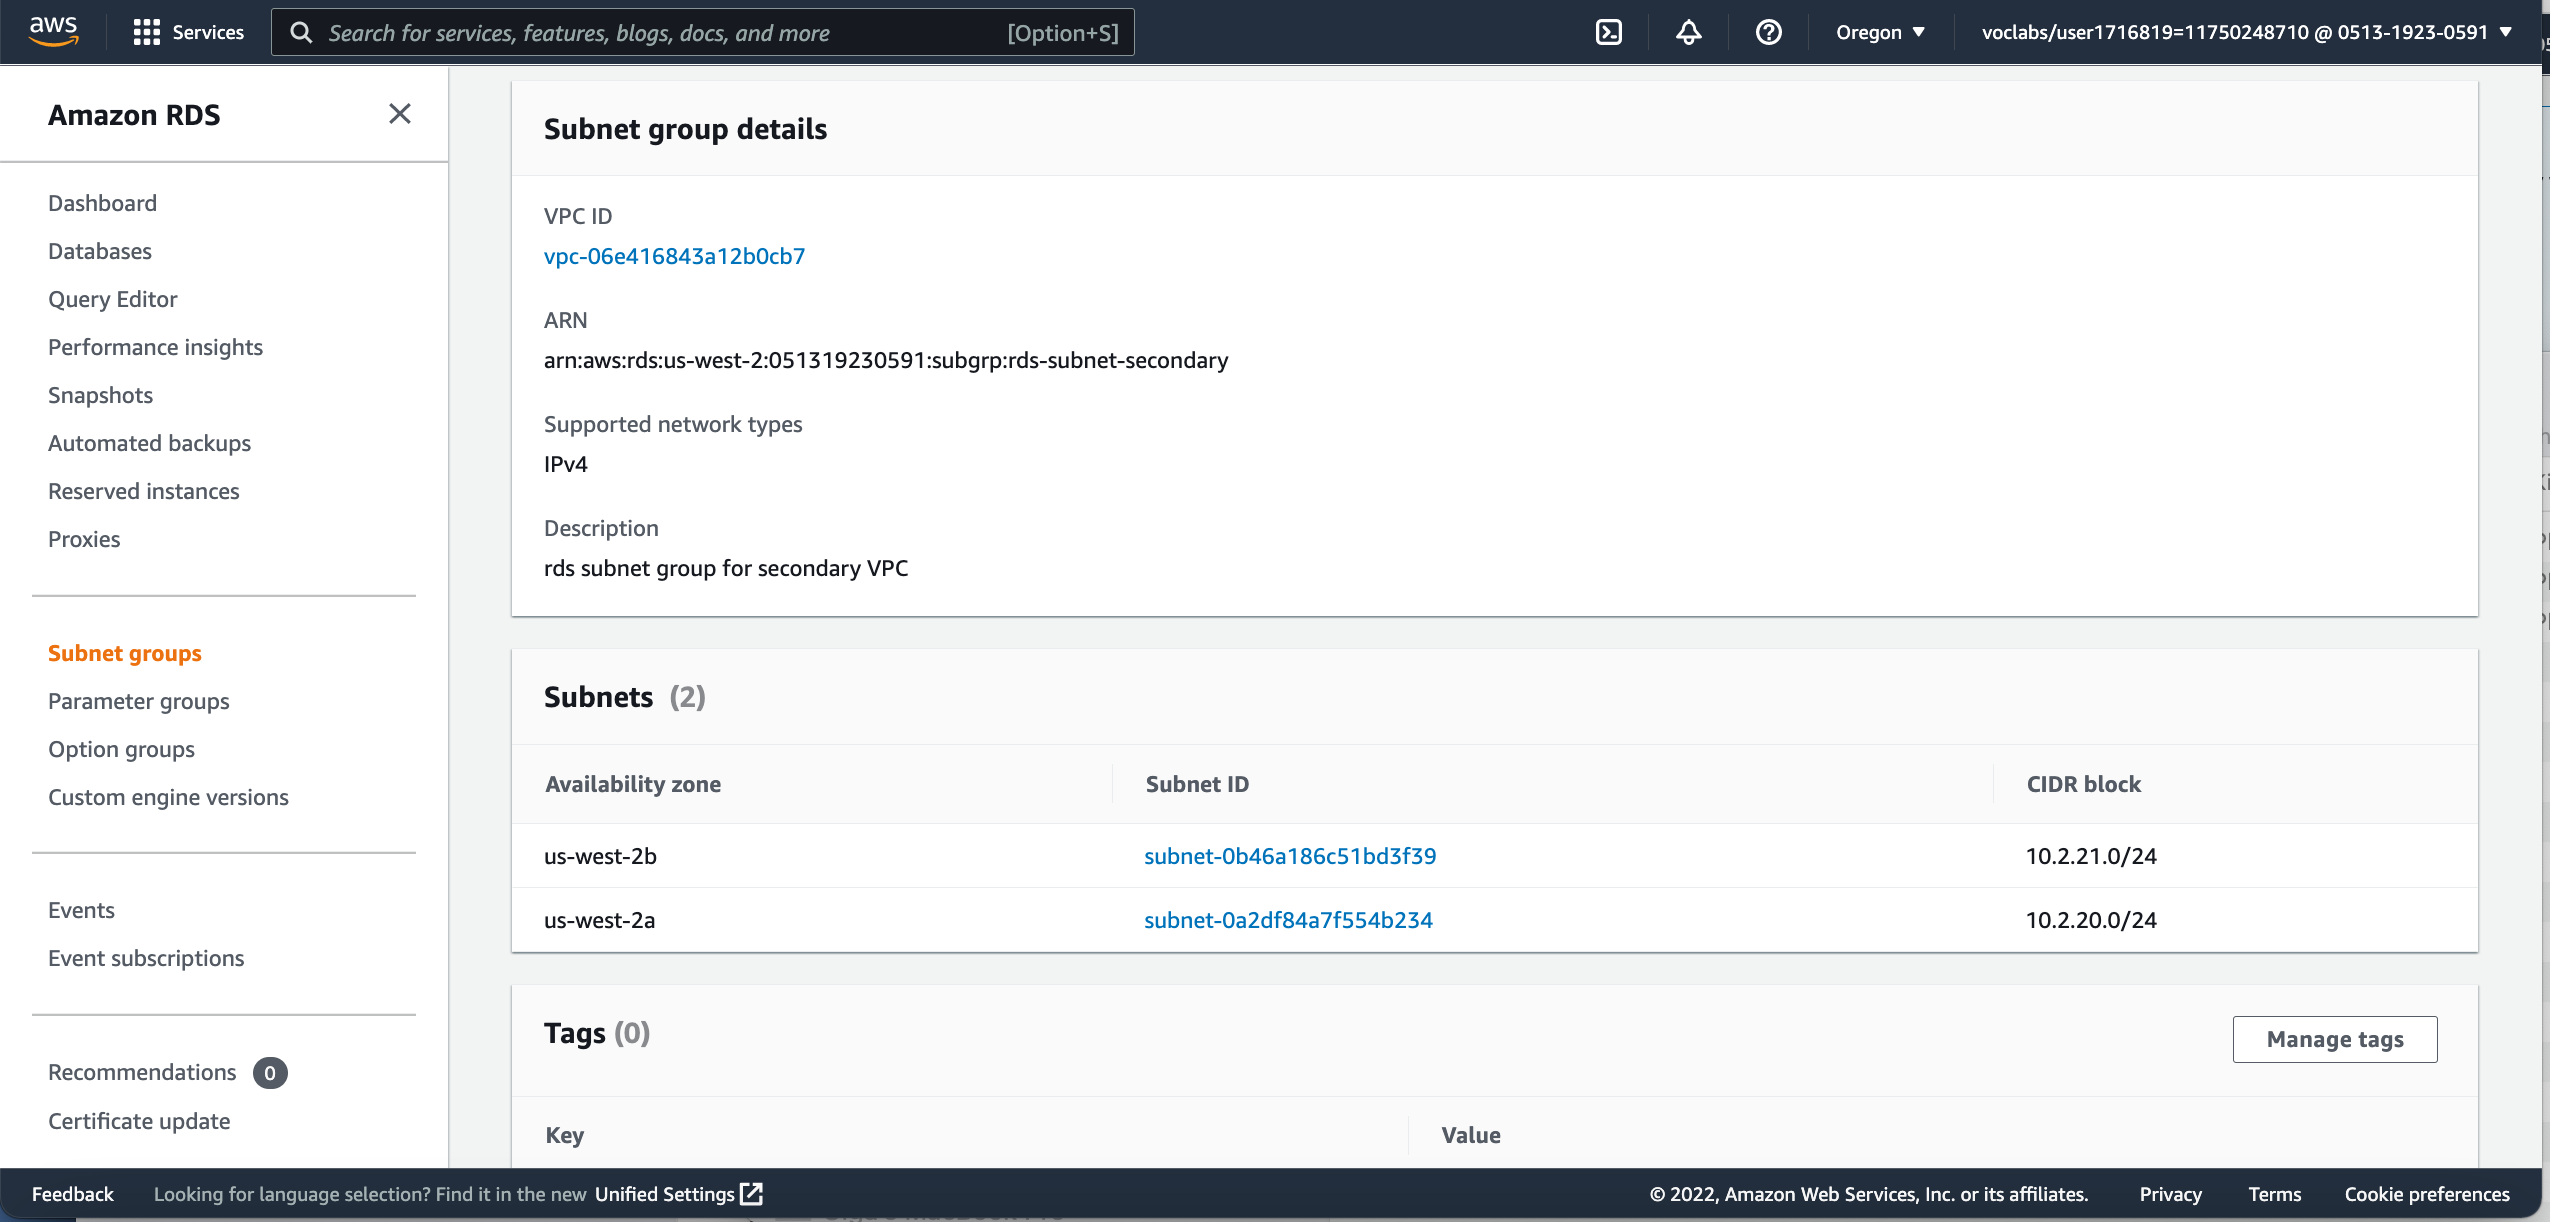 aws
Services
Search for services, features, blogs, docs, and more
[Option+S]
Oregon ▼
voclabs/user1716819=11750248710 @ 0513-1923-0591 ▼
Amazon RDS
Dashboard
Databases
Query Editor
Performance insights
Snapshots
Automated backups
Reserved instances
Proxies
Subnet groups
Parameter groups
Option groups
Custom engine versions
Events
Event subscriptions
Recommendations 0
Certificate update
Subnet group details
VPC ID
vpc-06e416843a12b0cb7
ARN
arn:aws:rds:us-west-2:051319230591:subgrp:rds-subnet-secondary
Supported network types
IPv4
Description
rds subnet group for secondary VPC
Subnets (2)
Availability zone Subnet ID CIDR block
us-west-2b subnet-0b46a186c51bd3f39 10.2.21.0/24
us-west-2a subnet-0a2df84a7f554b234 10.2.20.0/24
Tags (0)
Manage tags
Key Value
Feedback
Looking for language selection? Find it in the new Unified Settings
© 2022, Amazon Web Services, Inc. or its affiliates.
Privacy
Terms
Cookie preferences